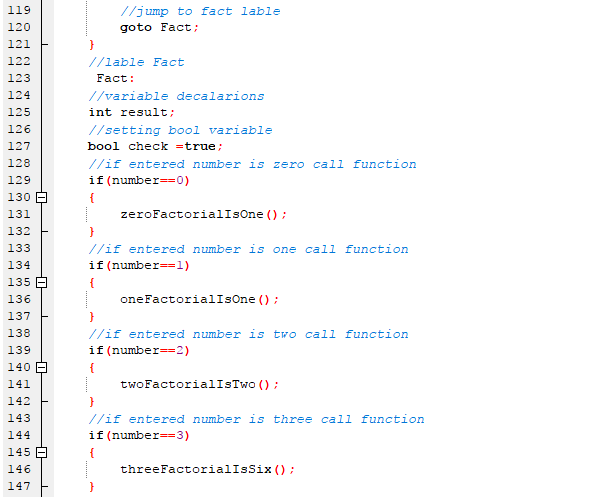 119 //jump to fact lable
120 goto Fact;
121 }
122 //lable Fact
123 Fact:
124 //variable decalarions
125 int result;
126 //setting bool variable
127 bool check =true;
128 //if entered number is zero call function
129 if(number==0)
130 {
131 zeroFactorialIsOne();
132 }
133 //if entered number is one call function
134 if(number==1)
135 {
136 oneFactorialIsOne();
137 }
138 //if entered number is two call function
139 if(number==2)
140 {
141 twoFactorialIsTwo();
142 }
143 //if entered number is three call function
144 if(number==3)
145 {
146 threeFactorialIsSix();
147 }